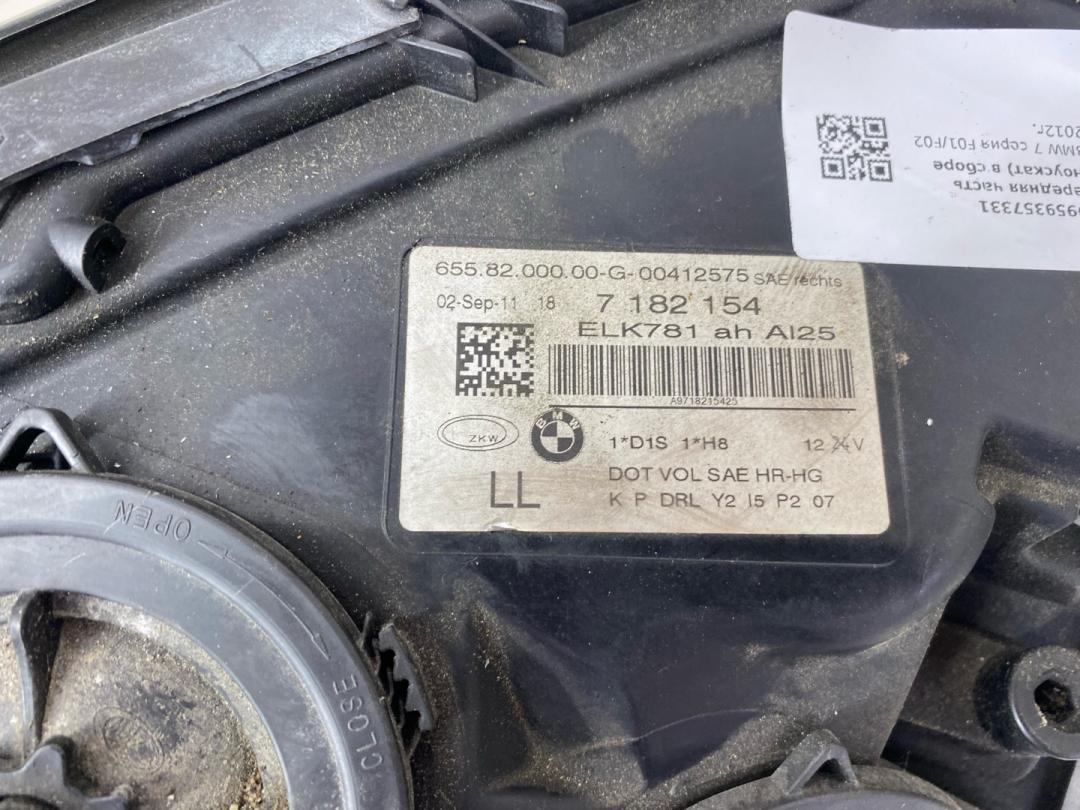 655.82.000.00-G-00412575 SAE rechts
02-Sep-11 18 7 182 154
ELK781 ah AI25
A9718215425
ZKW
BMW
1*D1S 1*H8 12 V
LL
DOT VOL SAE HR-HG
K P DRL Y2 I5 P2 07
OPEN
CLOSE
9959357331
ередняя часть
ноускат) в сборе
BMW 7 серия F01/F02
2012г.